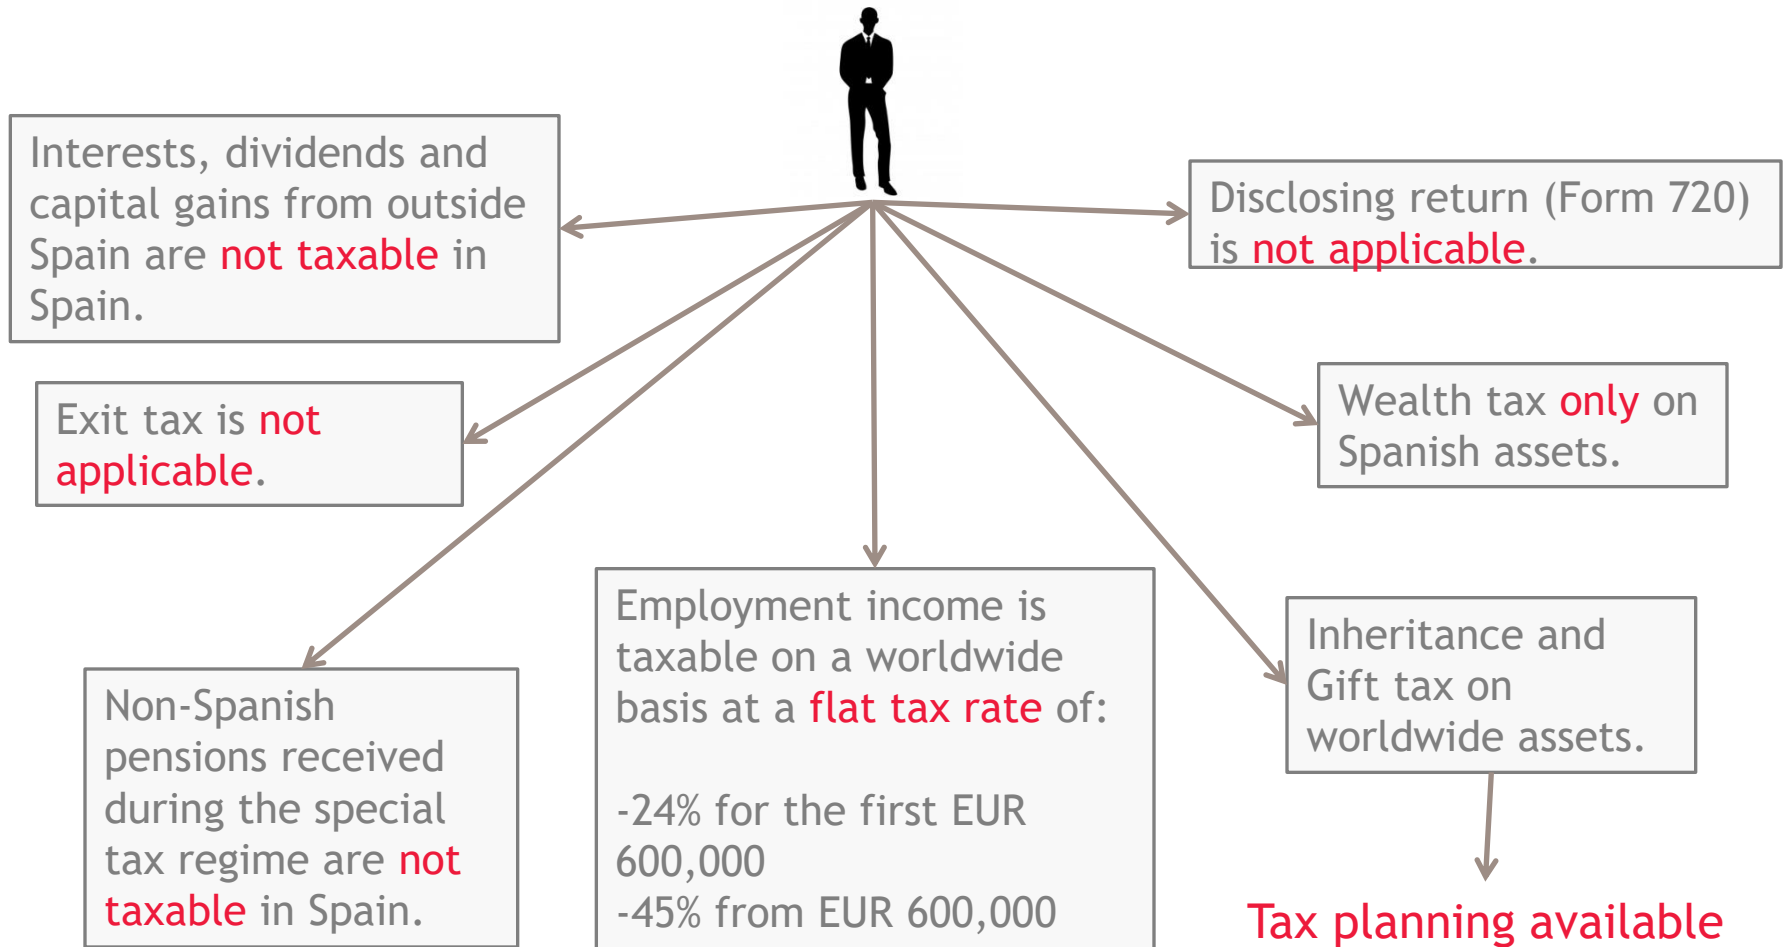 Interests, dividends and
capital gains from outside
Spain are not taxable in
Spain.
Disclosing return (Form 720)
is not applicable.
Exit tax is not
applicable.
Wealth tax only on
Spanish assets.
Non-Spanish
pensions received
during the special
tax regime are not
taxable in Spain.
Employment income is
taxable on a worldwide
basis at a flat tax rate of:
-24% for the first EUR
600,000
-45% from EUR 600,000
Inheritance and
Gift tax on
worldwide assets.
Tax planning available